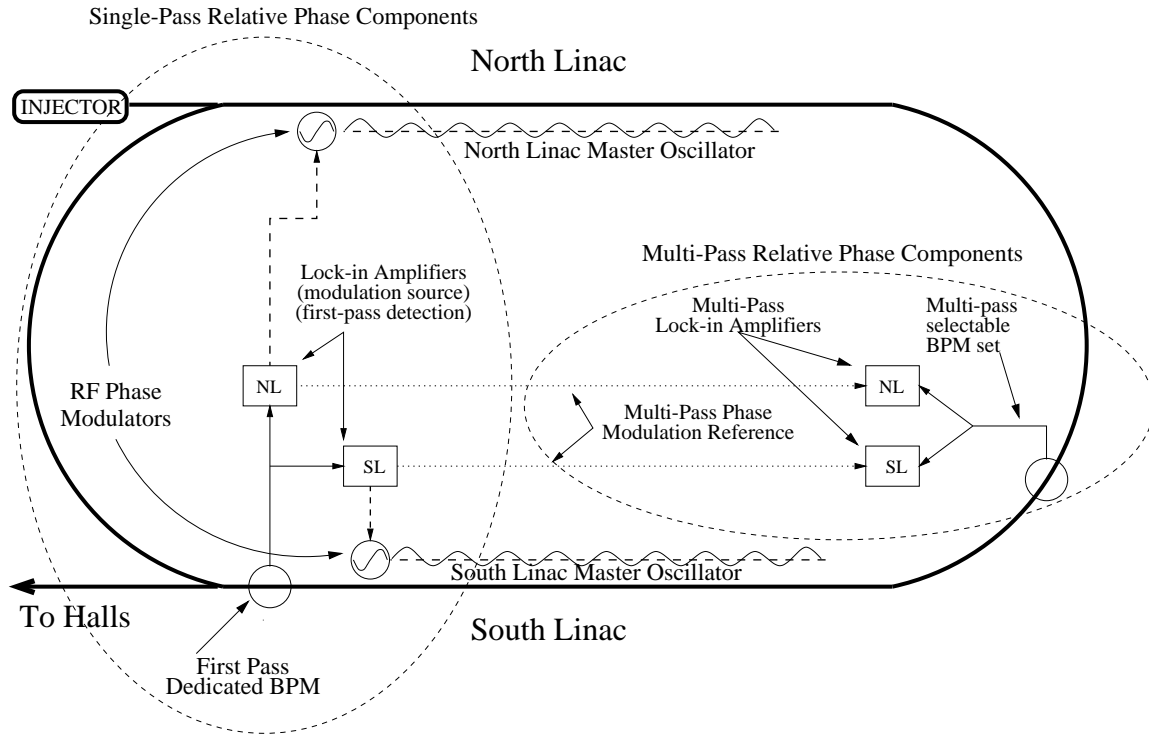 Single-Pass Relative Phase Components
North Linac
INJECTOR
North Linac Master Oscillator
Multi-Pass Relative Phase Components
Lock-in Amplifiers
(modulation source)
(first-pass detection)
Multi-Pass
Lock-in Amplifiers
Multi-pass
selectable
BPM set
RF Phase
Modulators
NL
NL
Multi-Pass Phase
Modulation Reference
SL
SL
South Linac Master Oscillator
To Halls
South Linac
First Pass
Dedicated BPM